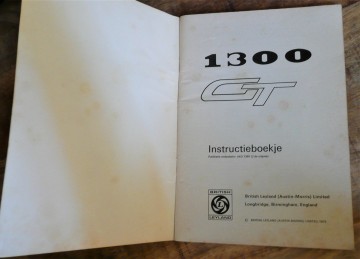 1300
GT
Instructieboekje
British Leyland (Austin-Morris) Limited
Longbridge, Birmingham, England
BRITISH
LEYLAND